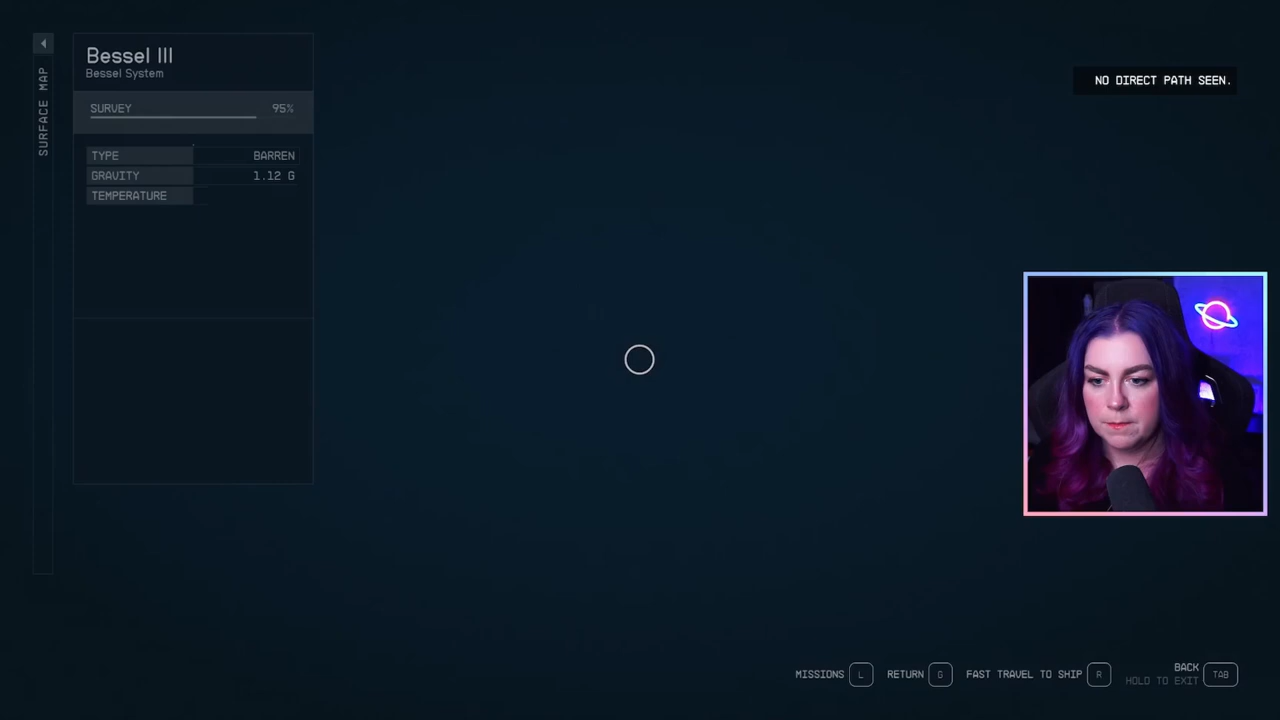 SURFACE MAP
Bessel III
Bessel System
SURVEY 95%
TYPE BARREN
GRAVITY 1.12 G
TEMPERATURE
NO DIRECT PATH SEEN.
MISSIONS L RETURN G FAST TRAVEL TO SHIP R BACK TAB
HOLD TO EXIT